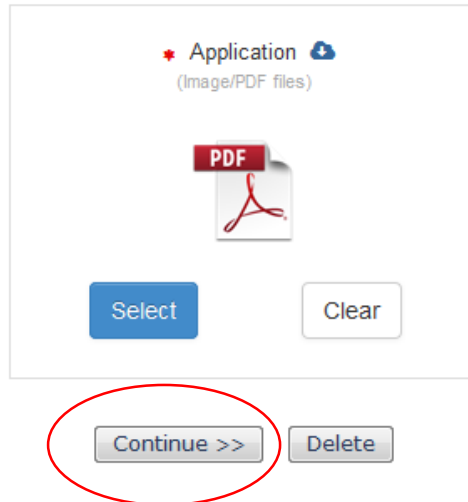 * Application
(Image/PDF files)
PDF
Select Clear
Continue >> Delete